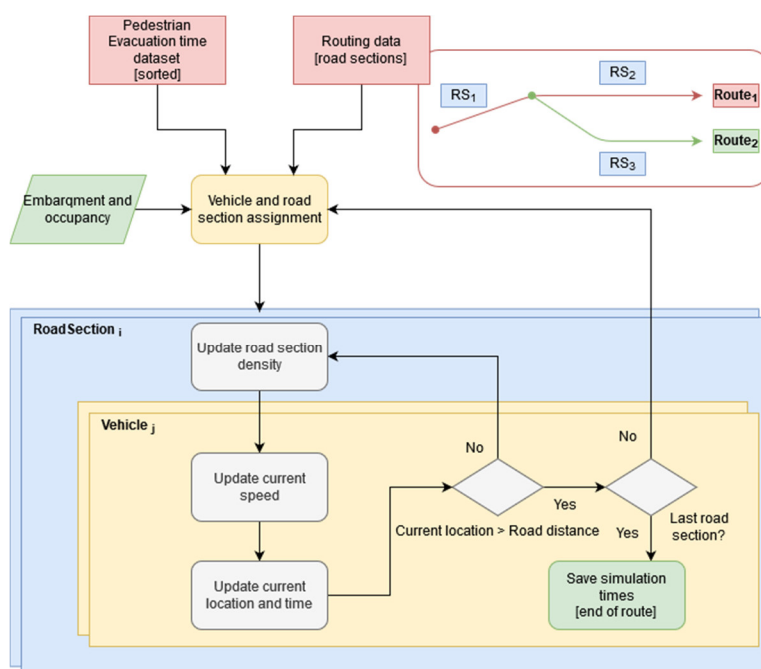 Pedestrian
Evacuation time
dataset
[sorted]
Routing data
[road sections]
RS1
RS2
Route1
Route2
RS3
Embarqment and
occupancy
Vehicle and road
section assignment
RoadSection i
Update road section
density
Vehicle j
No
No
Update current
speed
Yes
Current location > Road distance
Yes
Last road
section?
Update current
location and time
Save simulation
times
[end of route]